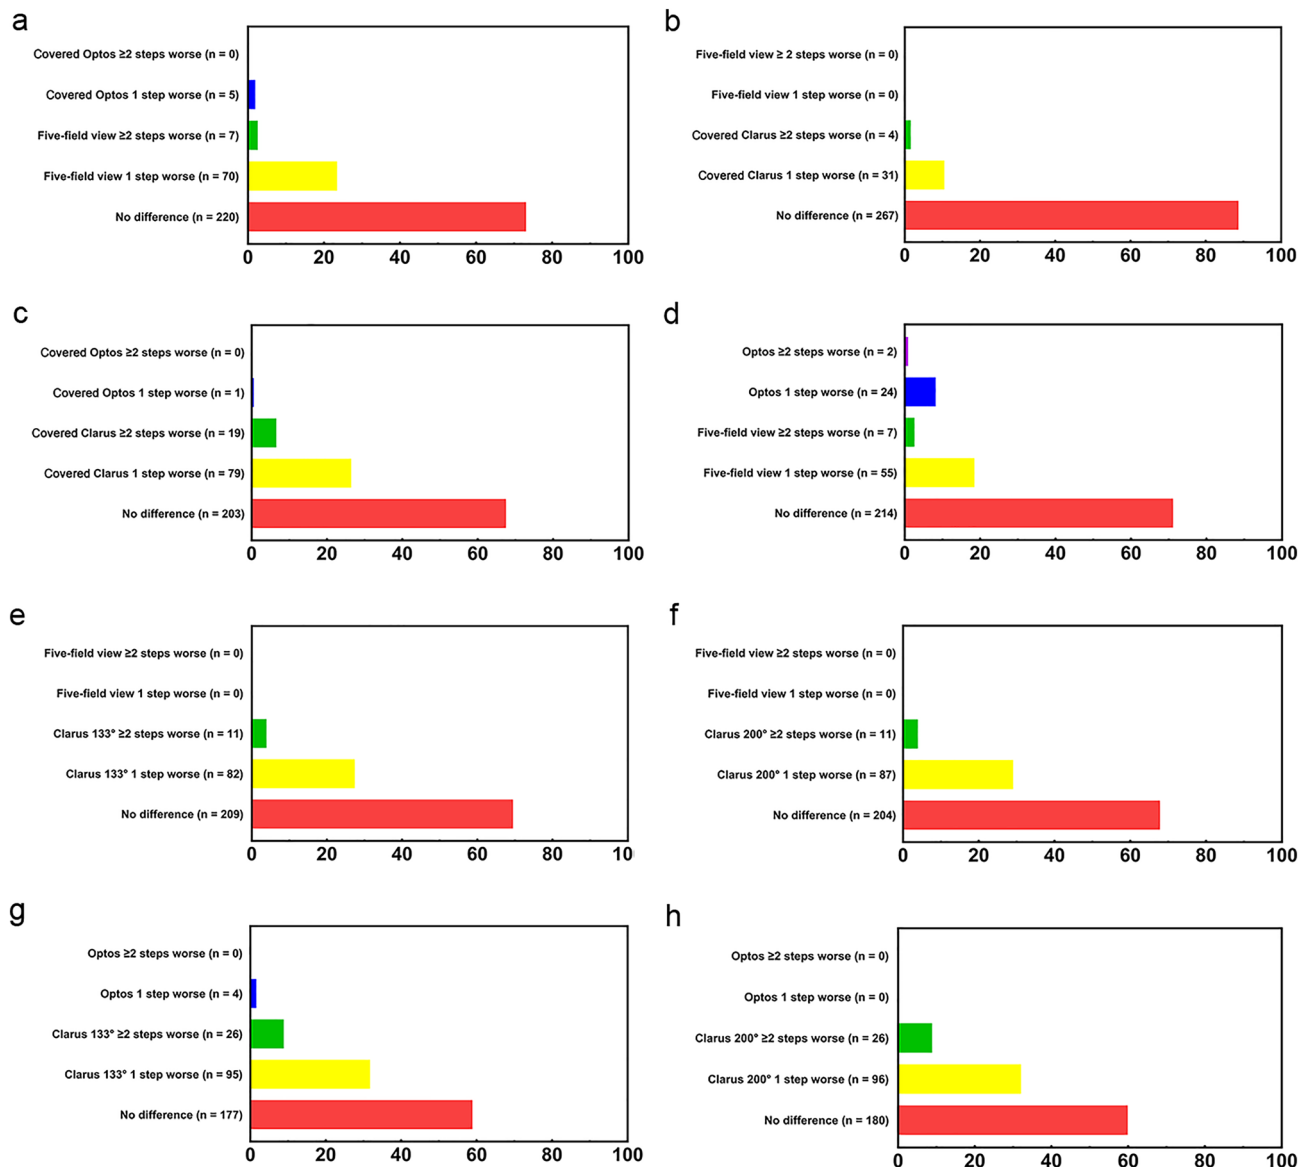 a
Covered Optos ≥2 steps worse (n = 0)
Covered Optos 1 step worse (n = 5)
Five-field view ≥2 steps worse (n = 7)
Five-field view 1 step worse (n = 70)
No difference (n = 220)
0 20 40 60 80 100
b
Five-field view ≥ 2 steps worse (n = 0)
Five-field view 1 step worse (n = 0)
Covered Clarus ≥2 steps worse (n = 4)
Covered Clarus 1 step worse (n = 31)
No difference (n = 267)
0 20 40 60 80 100
c
Covered Optos ≥2 steps worse (n = 0)
Covered Optos 1 step worse (n = 1)
Covered Clarus ≥2 steps worse (n = 19)
Covered Clarus 1 step worse (n = 79)
No difference (n = 203)
0 20 40 60 80 100
d
Optos ≥2 steps worse (n = 2)
Optos 1 step worse (n = 24)
Five-field view ≥2 steps worse (n = 7)
Five-field view 1 step worse (n = 55)
No difference (n = 214)
0 20 40 60 80 100
e
Five-field view ≥2 steps worse (n = 0)
Five-field view 1 step worse (n = 0)
Clarus 133° ≥2 steps worse (n = 11)
Clarus 133° 1 step worse (n = 82)
No difference (n = 209)
0 20 40 60 80 10
f
Five-field view ≥2 steps worse (n = 0)
Five-field view 1 step worse (n = 0)
Clarus 200° ≥2 steps worse (n = 11)
Clarus 200° 1 step worse (n = 87)
No difference (n = 204)
0 20 40 60 80 100
g
Optos ≥2 steps worse (n = 0)
Optos 1 step worse (n = 4)
Clarus 133° ≥2 steps worse (n = 26)
Clarus 133° 1 step worse (n = 95)
No difference (n = 177)
0 20 40 60 80 100
h
Optos ≥2 steps worse (n = 0)
Optos 1 step worse (n = 0)
Clarus 200° ≥2 steps worse (n = 26)
Clarus 200° 1 step worse (n = 96)
No difference (n = 180)
0 20 40 60 80 100